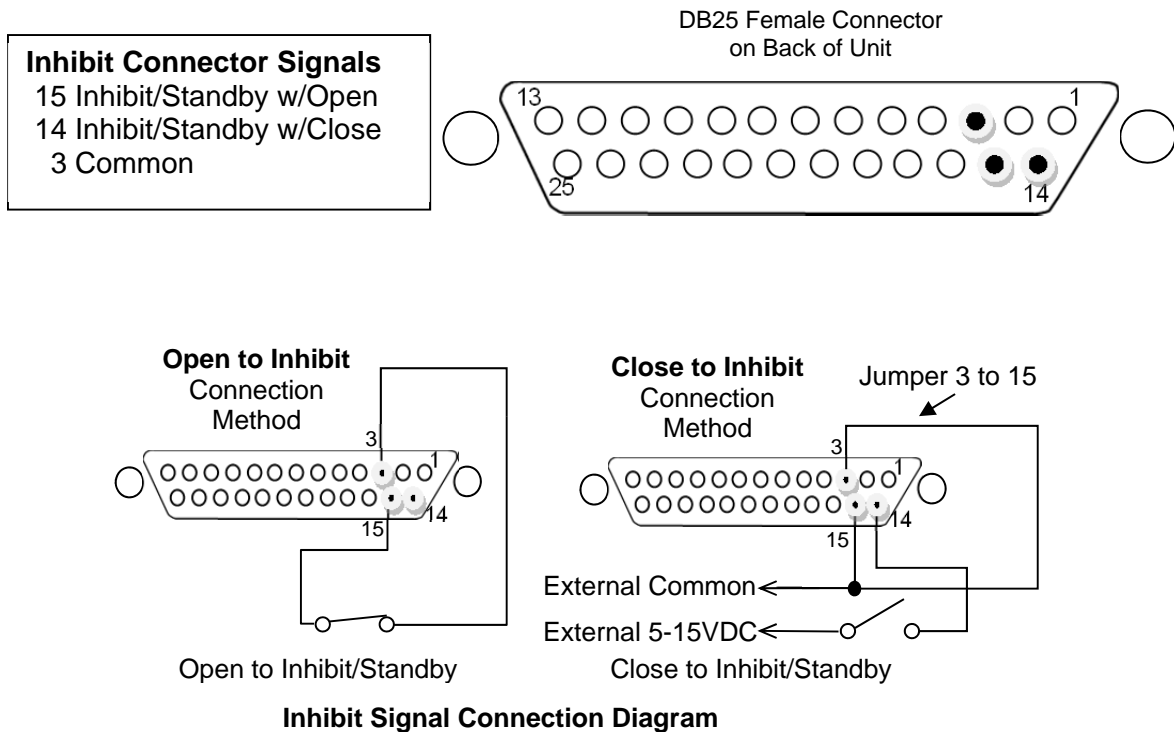 DB25 Female Connector
on Back of Unit
Inhibit Connector Signals
15 Inhibit/Standby w/Open
14 Inhibit/Standby w/Close
3 Common
13
1
25
14
Open to Inhibit
Connection
Method
3
1
14
15
Open to Inhibit/Standby
Close to Inhibit
Connection
Method
Jumper 3 to 15
3
1
14
15
External Common
External 5-15VDC
Close to Inhibit/Standby
Inhibit Signal Connection Diagram